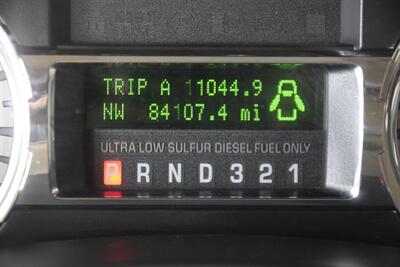 TRIP A 11044.9
NW 84107.4 mi
ULTRA LOW SULFUR DIESEL FUEL ONLY
P R N D 3 2 1